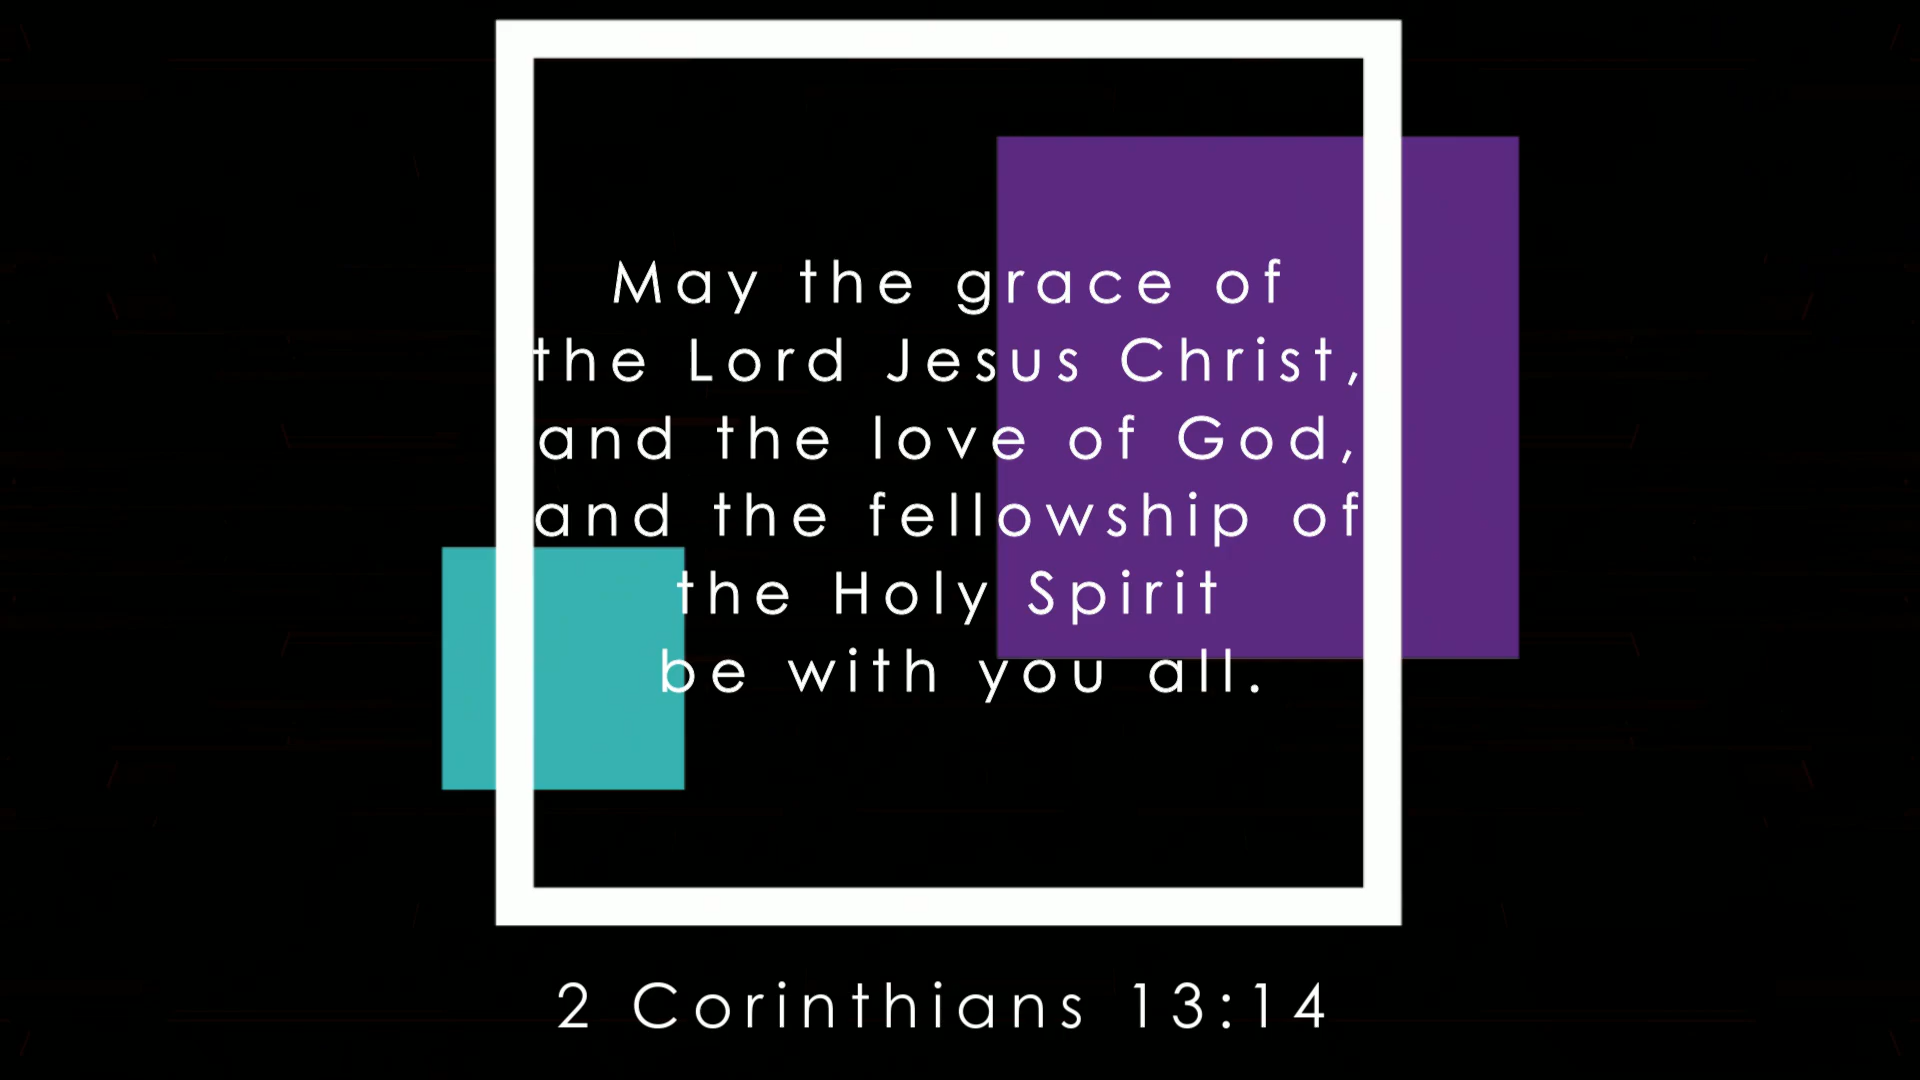 May the grace of
the Lord Jesus Christ,
and the love of God,
and the fellowship of
the Holy Spirit
be with you all.
2 Corinthians 13:14